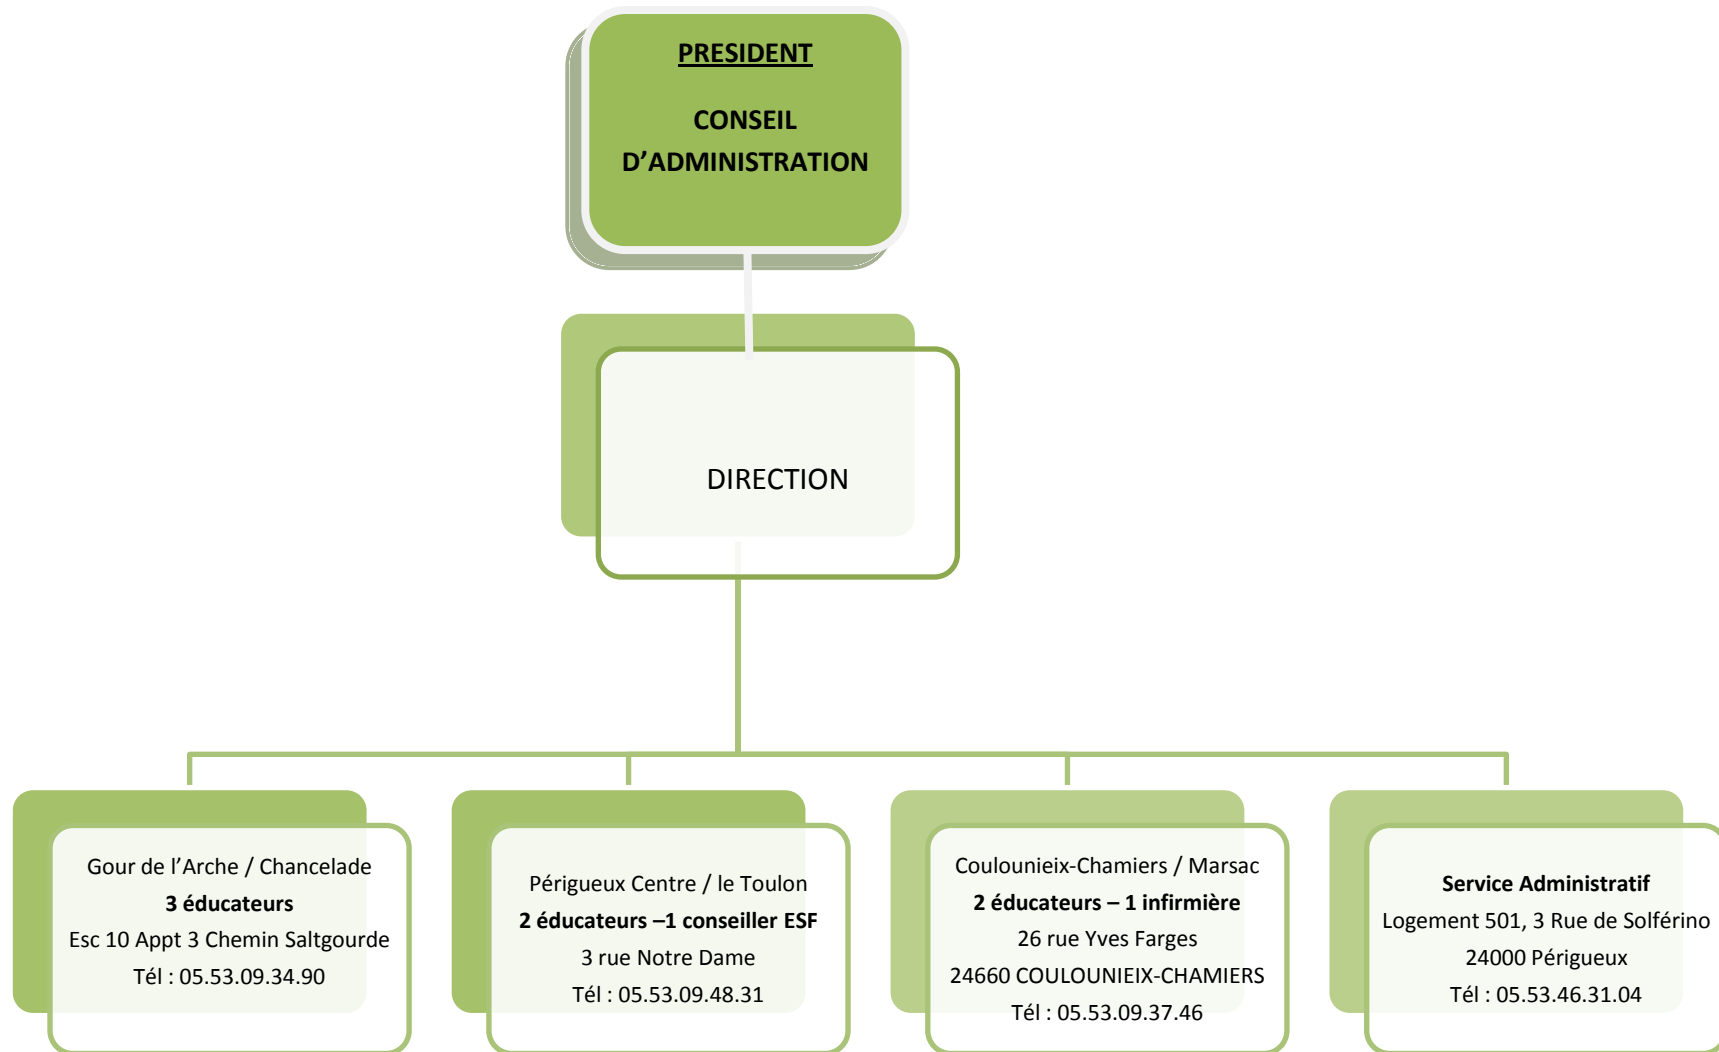 PRESIDENT
CONSEIL
D’ADMINISTRATION
DIRECTION
Gour de l’Arche / Chancelade
3 éducateurs
Esc 10 Appt 3 Chemin Saltgourde
Tél : 05.53.09.34.90
Périgueux Centre / le Toulon
2 éducateurs –1 conseiller ESF
3 rue Notre Dame
Tél : 05.53.09.48.31
Coulounieix-Chamiers / Marsac
2 éducateurs – 1 infirmière
26 rue Yves Farges
24660 COULOUNIEIX-CHAMIERS
Tél : 05.53.09.37.46
Service Administratif
Logement 501, 3 Rue de Solférino
24000 Périgueux
Tél : 05.53.46.31.04